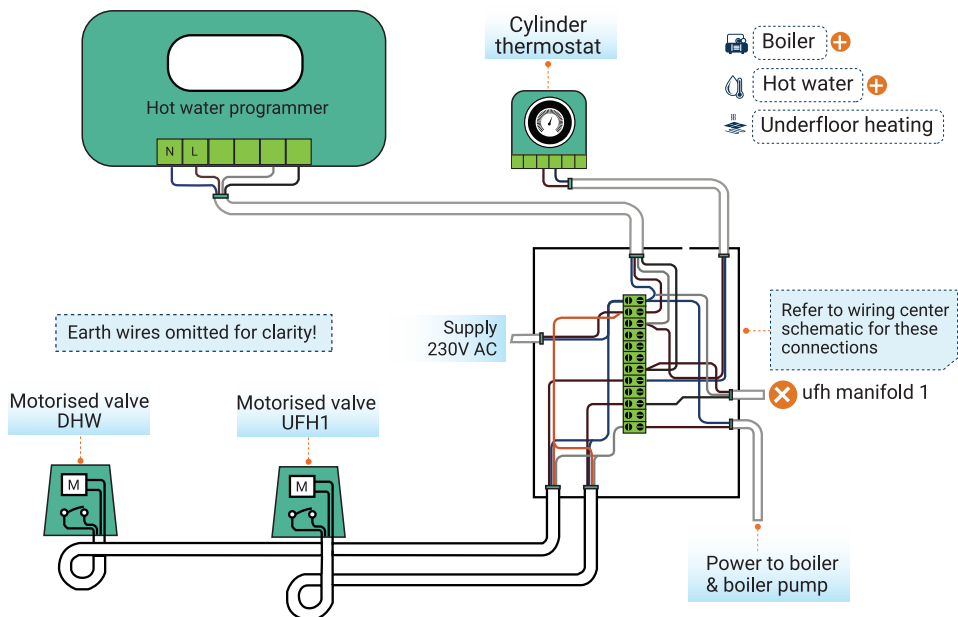 Cylinder
thermostat
Boiler
Hot water
Underfloor heating
Hot water programmer
N L
Earth wires omitted for clarity!
Supply
230V AC
Refer to wiring center
schematic for these
connections
ufh manifold 1
Motorised valve
DHW
Motorised valve
UFH1
M
M
Power to boiler
& boiler pump